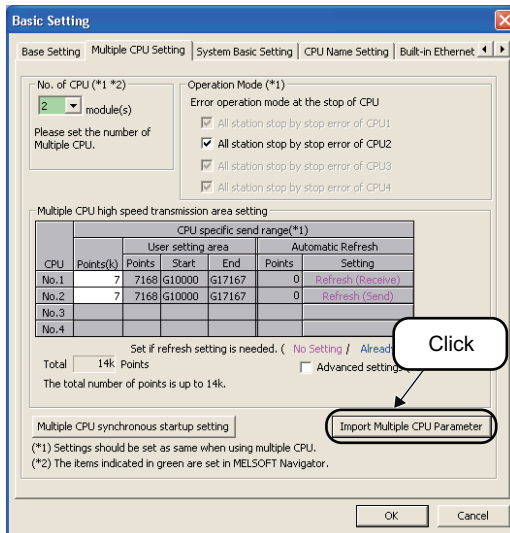 Basic Setting
Base Setting Multiple CPU Setting System Basic Setting CPU Name Setting Built-in Ethernet
No. of CPU (*1 *2)
2 module(s)
Please set the number of
Multiple CPU.
Operation Mode (*1)
Error operation mode at the stop of CPU
All station stop by stop error of CPU1
All station stop by stop error of CPU2
All station stop by stop error of CPU3
All station stop by stop error of CPU4
Multiple CPU high speed transmission area setting
CPU specific send range(*1)
User setting area Automatic Refresh
CPU Points(k) Points Start End Points Setting
No.1 7 7168 G10000 G17167 0 Refresh (Receive)
No.2 7 7168 G10000 G17167 0 Refresh (Send)
No.3
No.4
Set if refresh setting is needed. ( No Setting / Already
Click
Total 14k Points
Advanced settings (
The total number of points is up to 14k.
Multiple CPU synchronous startup setting
Import Multiple CPU Parameter
(*1) Settings should be set as same when using multiple CPU.
(*2) The items indicated in green are set in MELSOFT Navigator.
OK Cancel